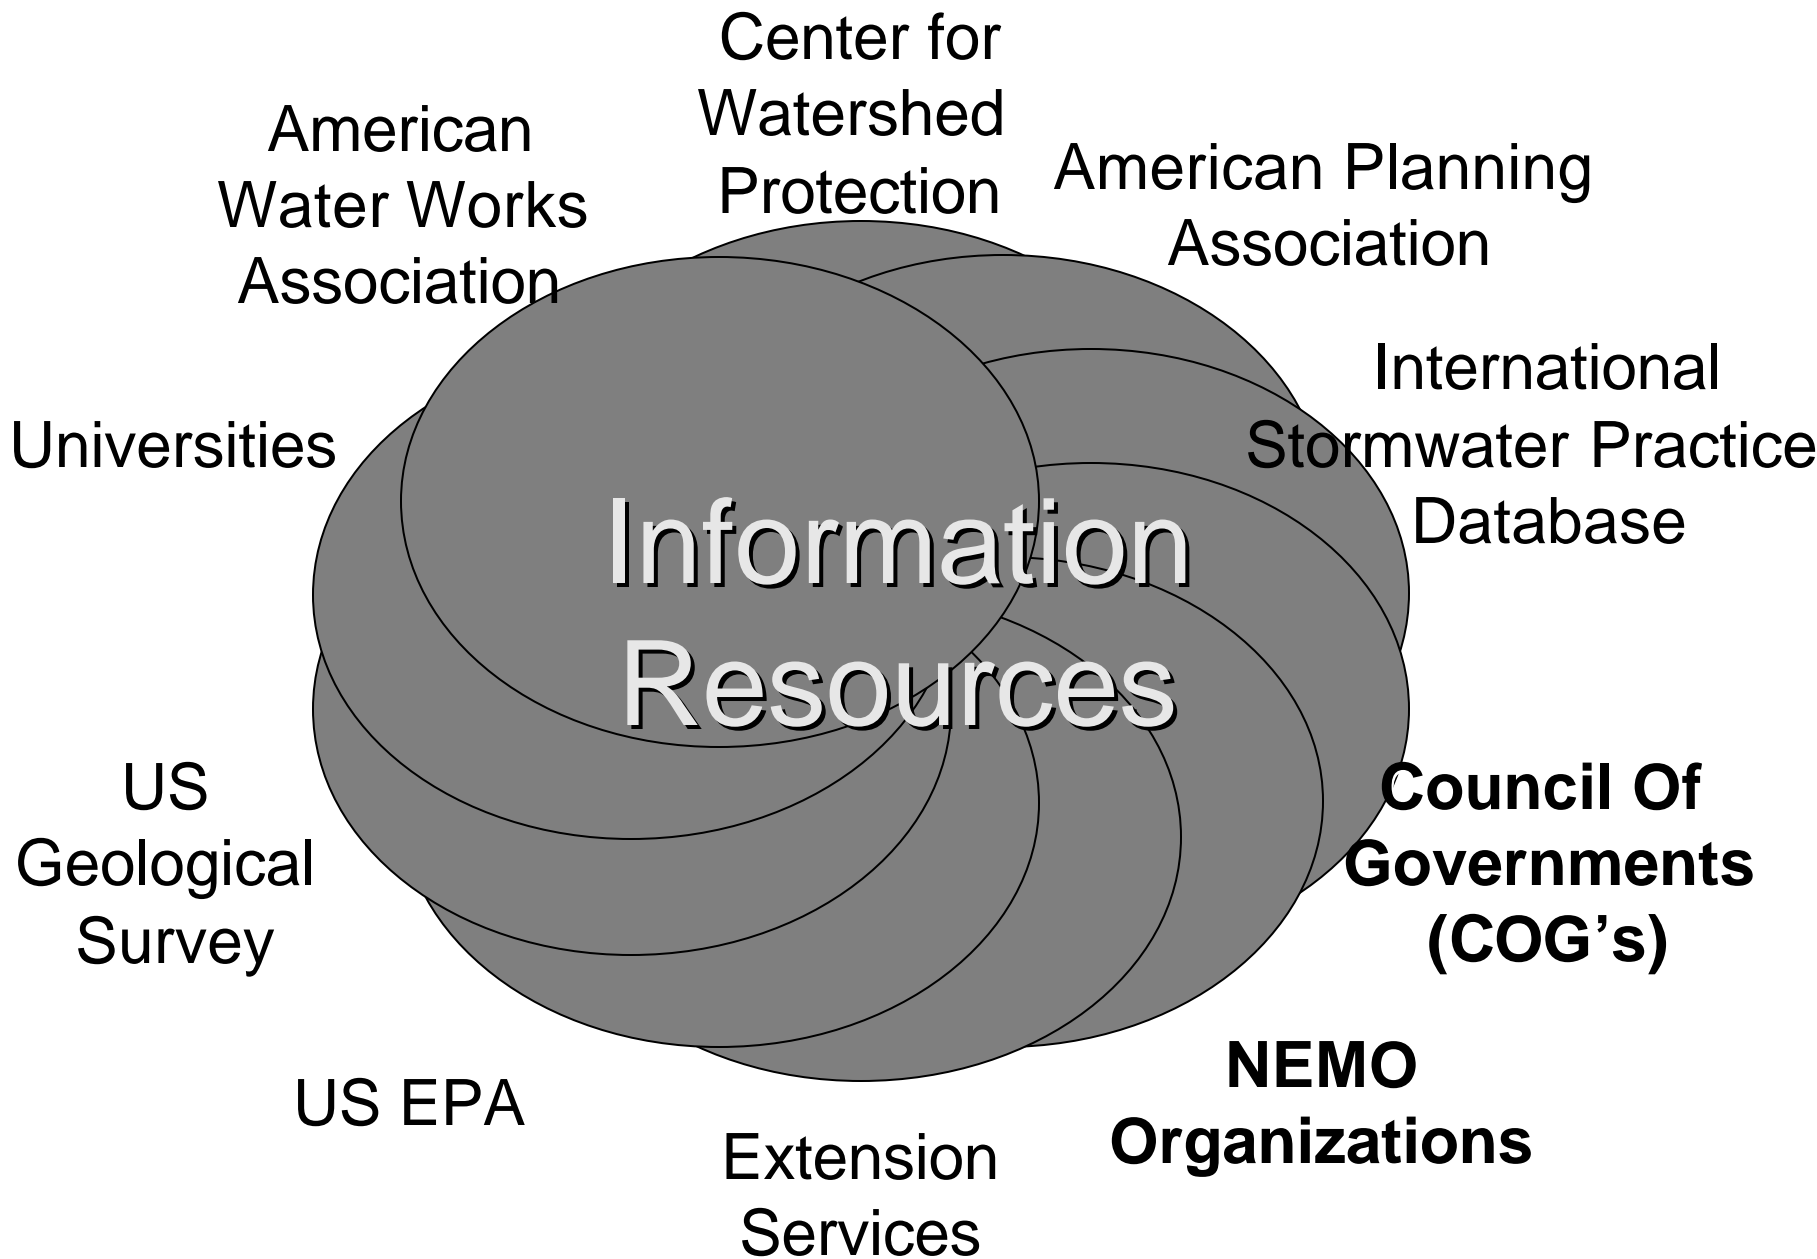 Center for
Watershed
Protection
American
Water Works
Association
American Planning
Association
International
Stormwater Practice
Database
Universities
Information
Resources
US
Geological
Survey
Council Of
Governments
(COG’s)
US EPA
NEMO
Organizations
Extension
Services